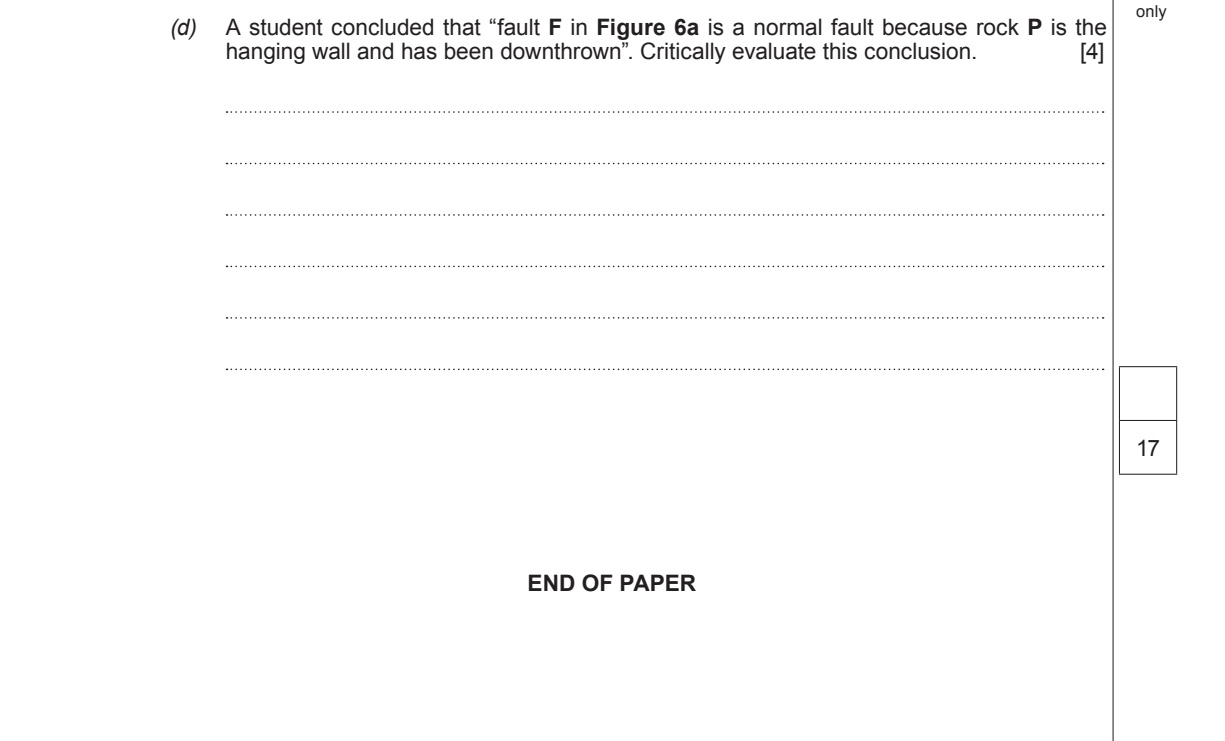 only
(d) A student concluded that “fault F in Figure 6a is a normal fault because rock P is the
hanging wall and has been downthrown”. Critically evaluate this conclusion. [4]
17
END OF PAPER